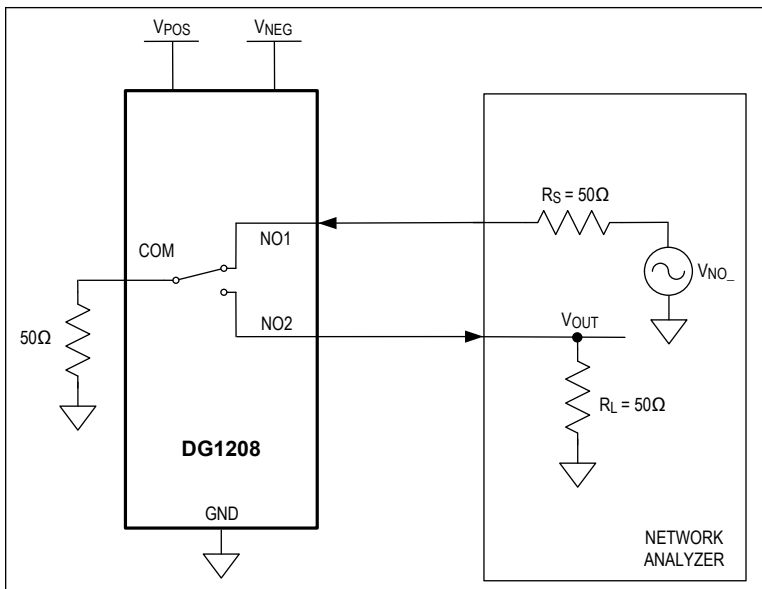 VPOS
VNEG
RS = 50Ω
COM
NO1
VNO_
NO2
VOUT
50Ω
RL = 50Ω
DG1208
GND
NETWORK
ANALYZER